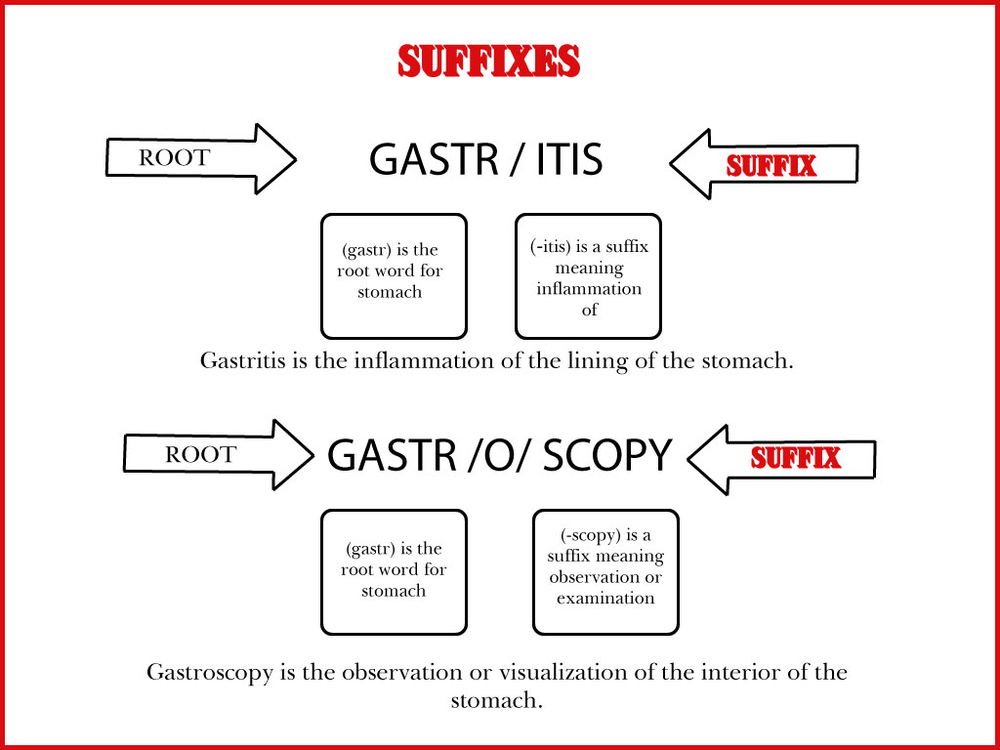 SUFFIXES
ROOT
GASTR / ITIS
SUFFIX
(gastr) is the
root word for
stomach
(-itis) is a suffix
meaning
inflammation
of
Gastritis is the inflammation of the lining of the stomach.
ROOT
GASTR /O/ SCOPY
SUFFIX
(gastr) is the
root word for
stomach
(-scopy) is a
suffix meaning
observation or
examination
Gastroscopy is the observation or visualization of the interior of the
stomach.